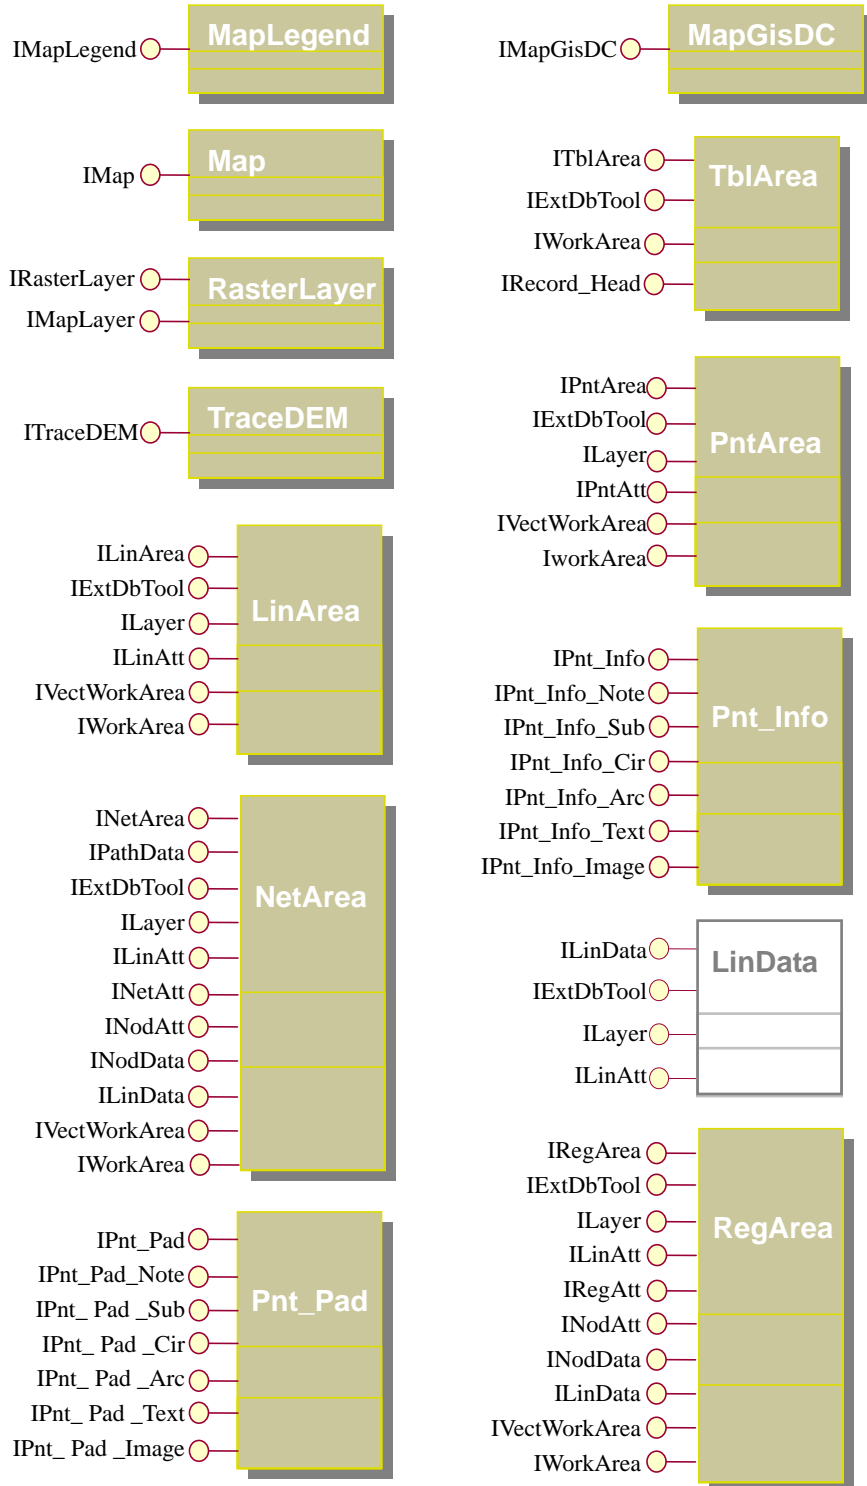 IMapLegend
MapLegend
IMap
Map
IRasterLayer
IMapLayer
RasterLayer
ITraceDEM
TraceDEM
ILinArea
IExtDbTool
ILayer
ILinAtt
IVectWorkArea
IWorkArea
LinArea
INetArea
IPathData
IExtDbTool
ILayer
ILinAtt
INetAtt
INodAtt
INodData
ILinData
IVectWorkArea
IWorkArea
NetArea
IPnt_Pad
IPnt_Pad_Note
IPnt_ Pad _Sub
IPnt_ Pad _Cir
IPnt_ Pad _Arc
IPnt_ Pad _Text
IPnt_ Pad _Image
Pnt_Pad
IMapGisDC
MapGisDC
ITblArea
IExtDbTool
IWorkArea
IRecord_Head
TblArea
IPntArea
IExtDbTool
ILayer
IPntAtt
IVectWorkArea
IworkArea
PntArea
IPnt_Info
IPnt_Info_Note
IPnt_Info_Sub
IPnt_Info_Cir
IPnt_Info_Arc
IPnt_Info_Text
IPnt_Info_Image
Pnt_Info
ILinData
IExtDbTool
ILayer
ILinAtt
LinData
IRegArea
IExtDbTool
ILayer
ILinAtt
IRegAtt
INodAtt
INodData
ILinData
IVectWorkArea
IWorkArea
RegArea